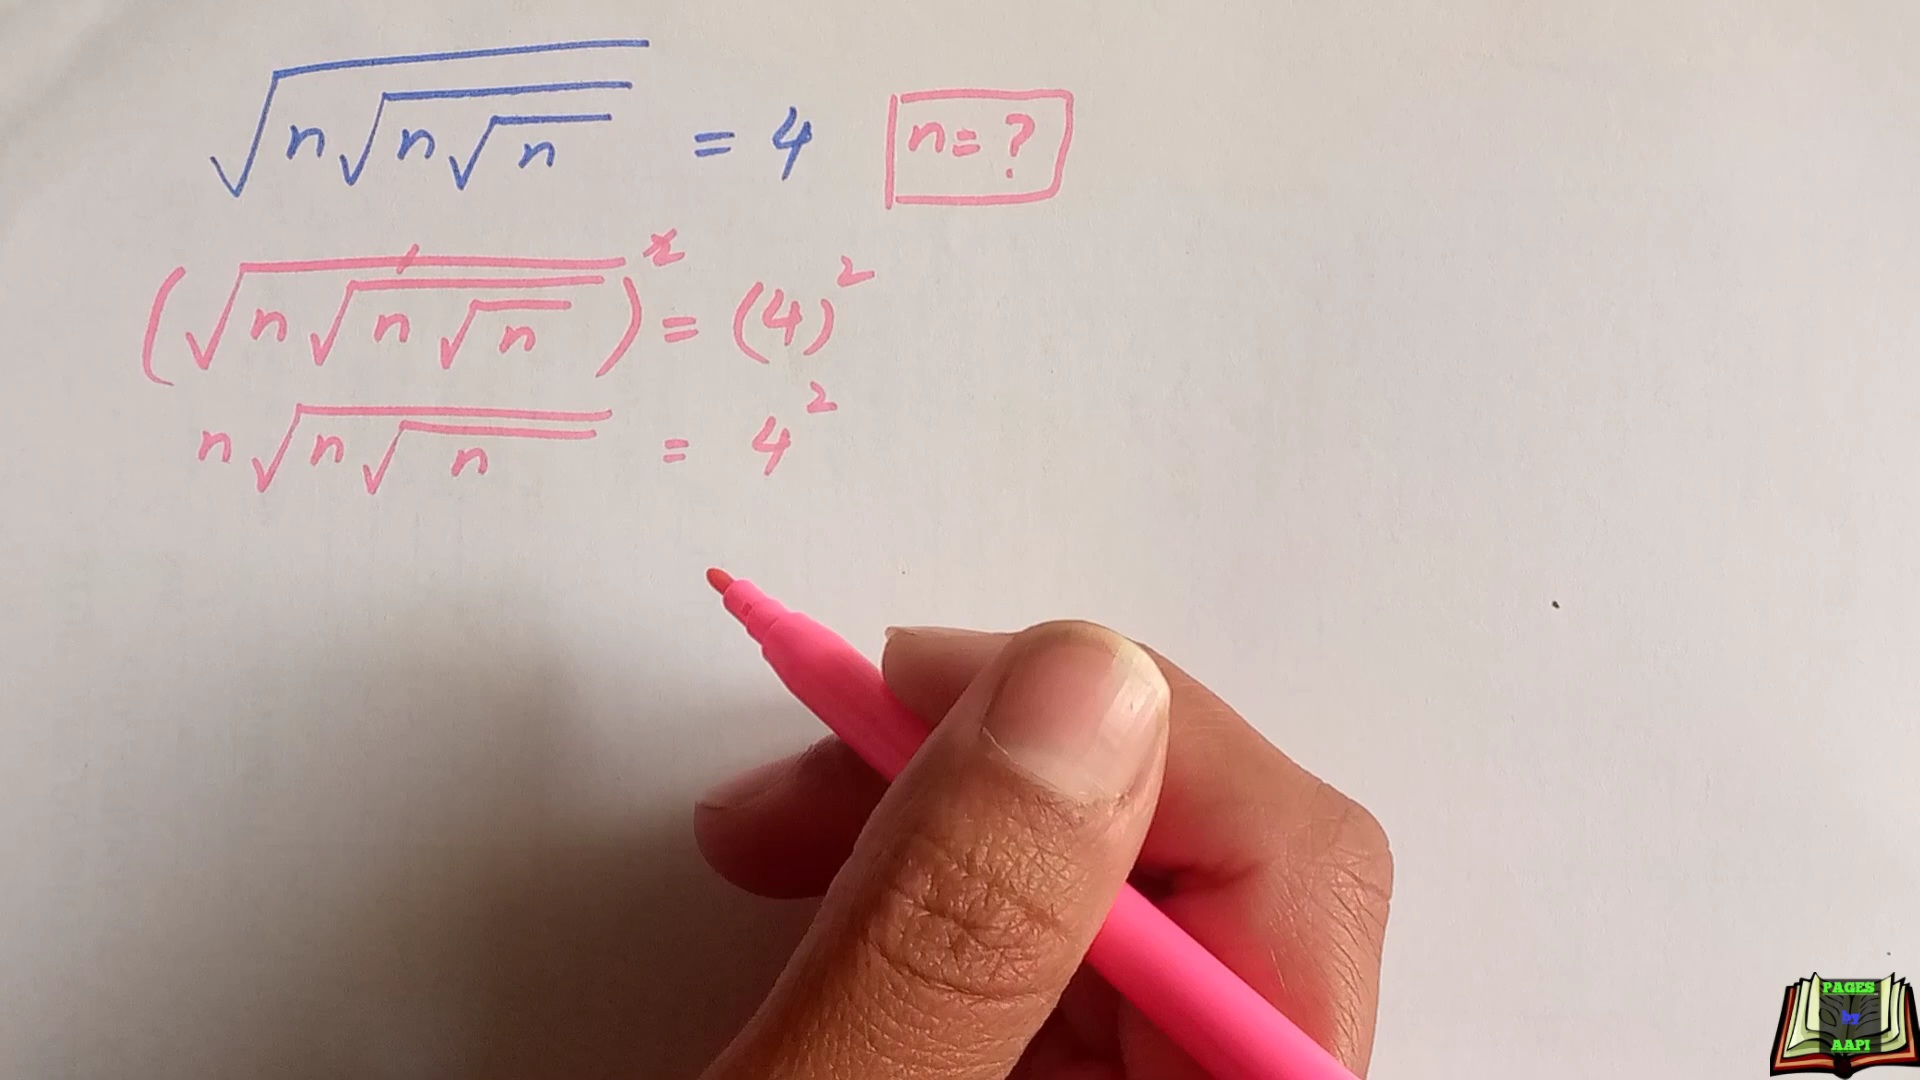 √(n√(n√n)) = 4 n = ?
(√(n√(n√n)))² = (4)²
n√(n√n) = 4²
PAGES
by
AAPI